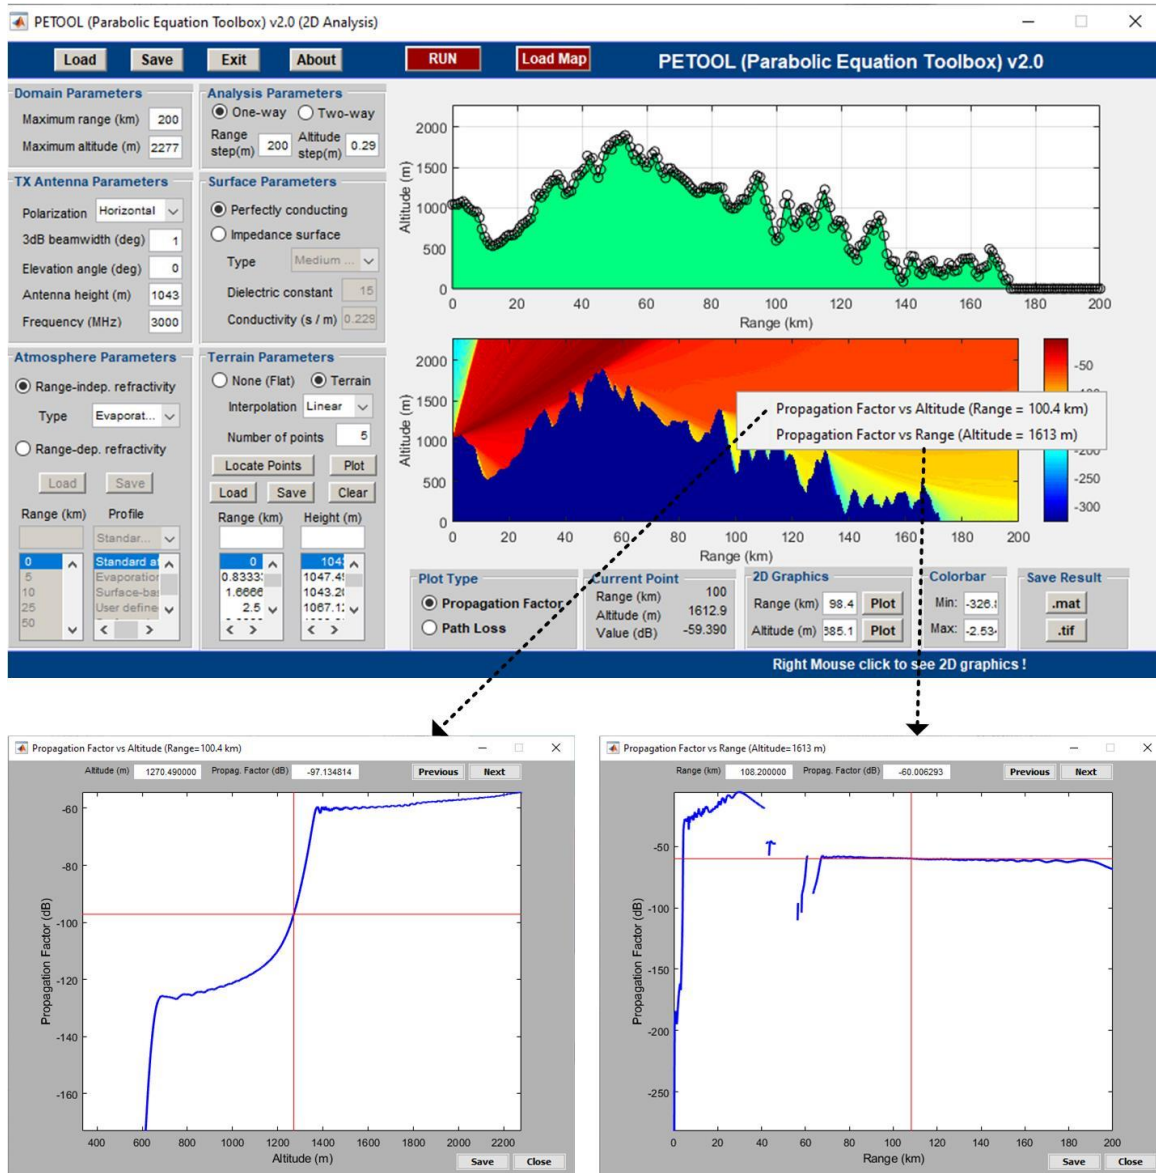 PETOOL (Parabolic Equation Toolbox) v2.0 (2D Analysis)
Load Save Exit About RUN Load Map PETOOL (Parabolic Equation Toolbox) v2.0
Domain Parameters
Maximum range (km) 200
Maximum altitude (m) 2277
Analysis Parameters
One-way Two-way
Range step(m) 200 Altitude step(m) 0.29
TX Antenna Parameters
Polarization Horizontal
3dB beamwidth (deg) 1
Elevation angle (deg) 0
Antenna height (m) 1043
Frequency (MHz) 3000
Surface Parameters
Perfectly conducting
Impedance surface
Type Medium ...
Dielectric constant 15
Conductivity (s / m) 0.229
Atmosphere Parameters
Range-indep. refractivity
Type Evaporat...
Range-dep. refractivity
Load Save
Range (km) Profile
Standar...
0 Standard at
5 Evaporation
10 Surface-ba
25 User define
50
Terrain Parameters
None (Flat) Terrain
Interpolation Linear
Number of points 5
Locate Points Plot
Load Save Clear
Range (km) Height (m)
0 104
0.8333 1047.4
1.6666 1043.20
2.5 1067.12
Altitude (m)
2000
1500
1000
500
0
0 20 40 60 80 100 120 140 160 180 200
Range (km)
Altitude (m)
2000
1500
1000
500
0
0 20 40 60 80 100 120 140 160 180 200
Range (km)
-50
-250
-300
Propagation Factor vs Altitude (Range = 100.4 km)
Propagation Factor vs Range (Altitude = 1613 m)
Plot Type
Propagation Factor
Path Loss
Current Point
Range (km) 100
Altitude (m) 1612.9
Value (dB) -59.390
2D Graphics
Range (km) 98.4 Plot
Altitude (m) 385.1 Plot
Colorbar
Min: -326.8
Max: -2.534
Save Result
.mat
.tif
Right Mouse click to see 2D graphics !
Propagation Factor vs Altitude (Range=100.4 km)
Altitude (m) 1270.490000 Propag. Factor (dB) -97.134814 Previous Next
Propagation Factor (dB)
-60
-80
-100
-120
-140
-160
400 600 800 1000 1200 1400 1600 1800 2000 2200
Altitude (m)
Save Close
Propagation Factor vs Range (Altitude=1613 m)
Range (km) 108.200000 Propag. Factor (dB) -60.006293 Previous Next
Propagation Factor (dB)
-50
-100
-150
-200
-250
0 20 40 60 80 100 120 140 160 180 200
Range (km)
Save Close